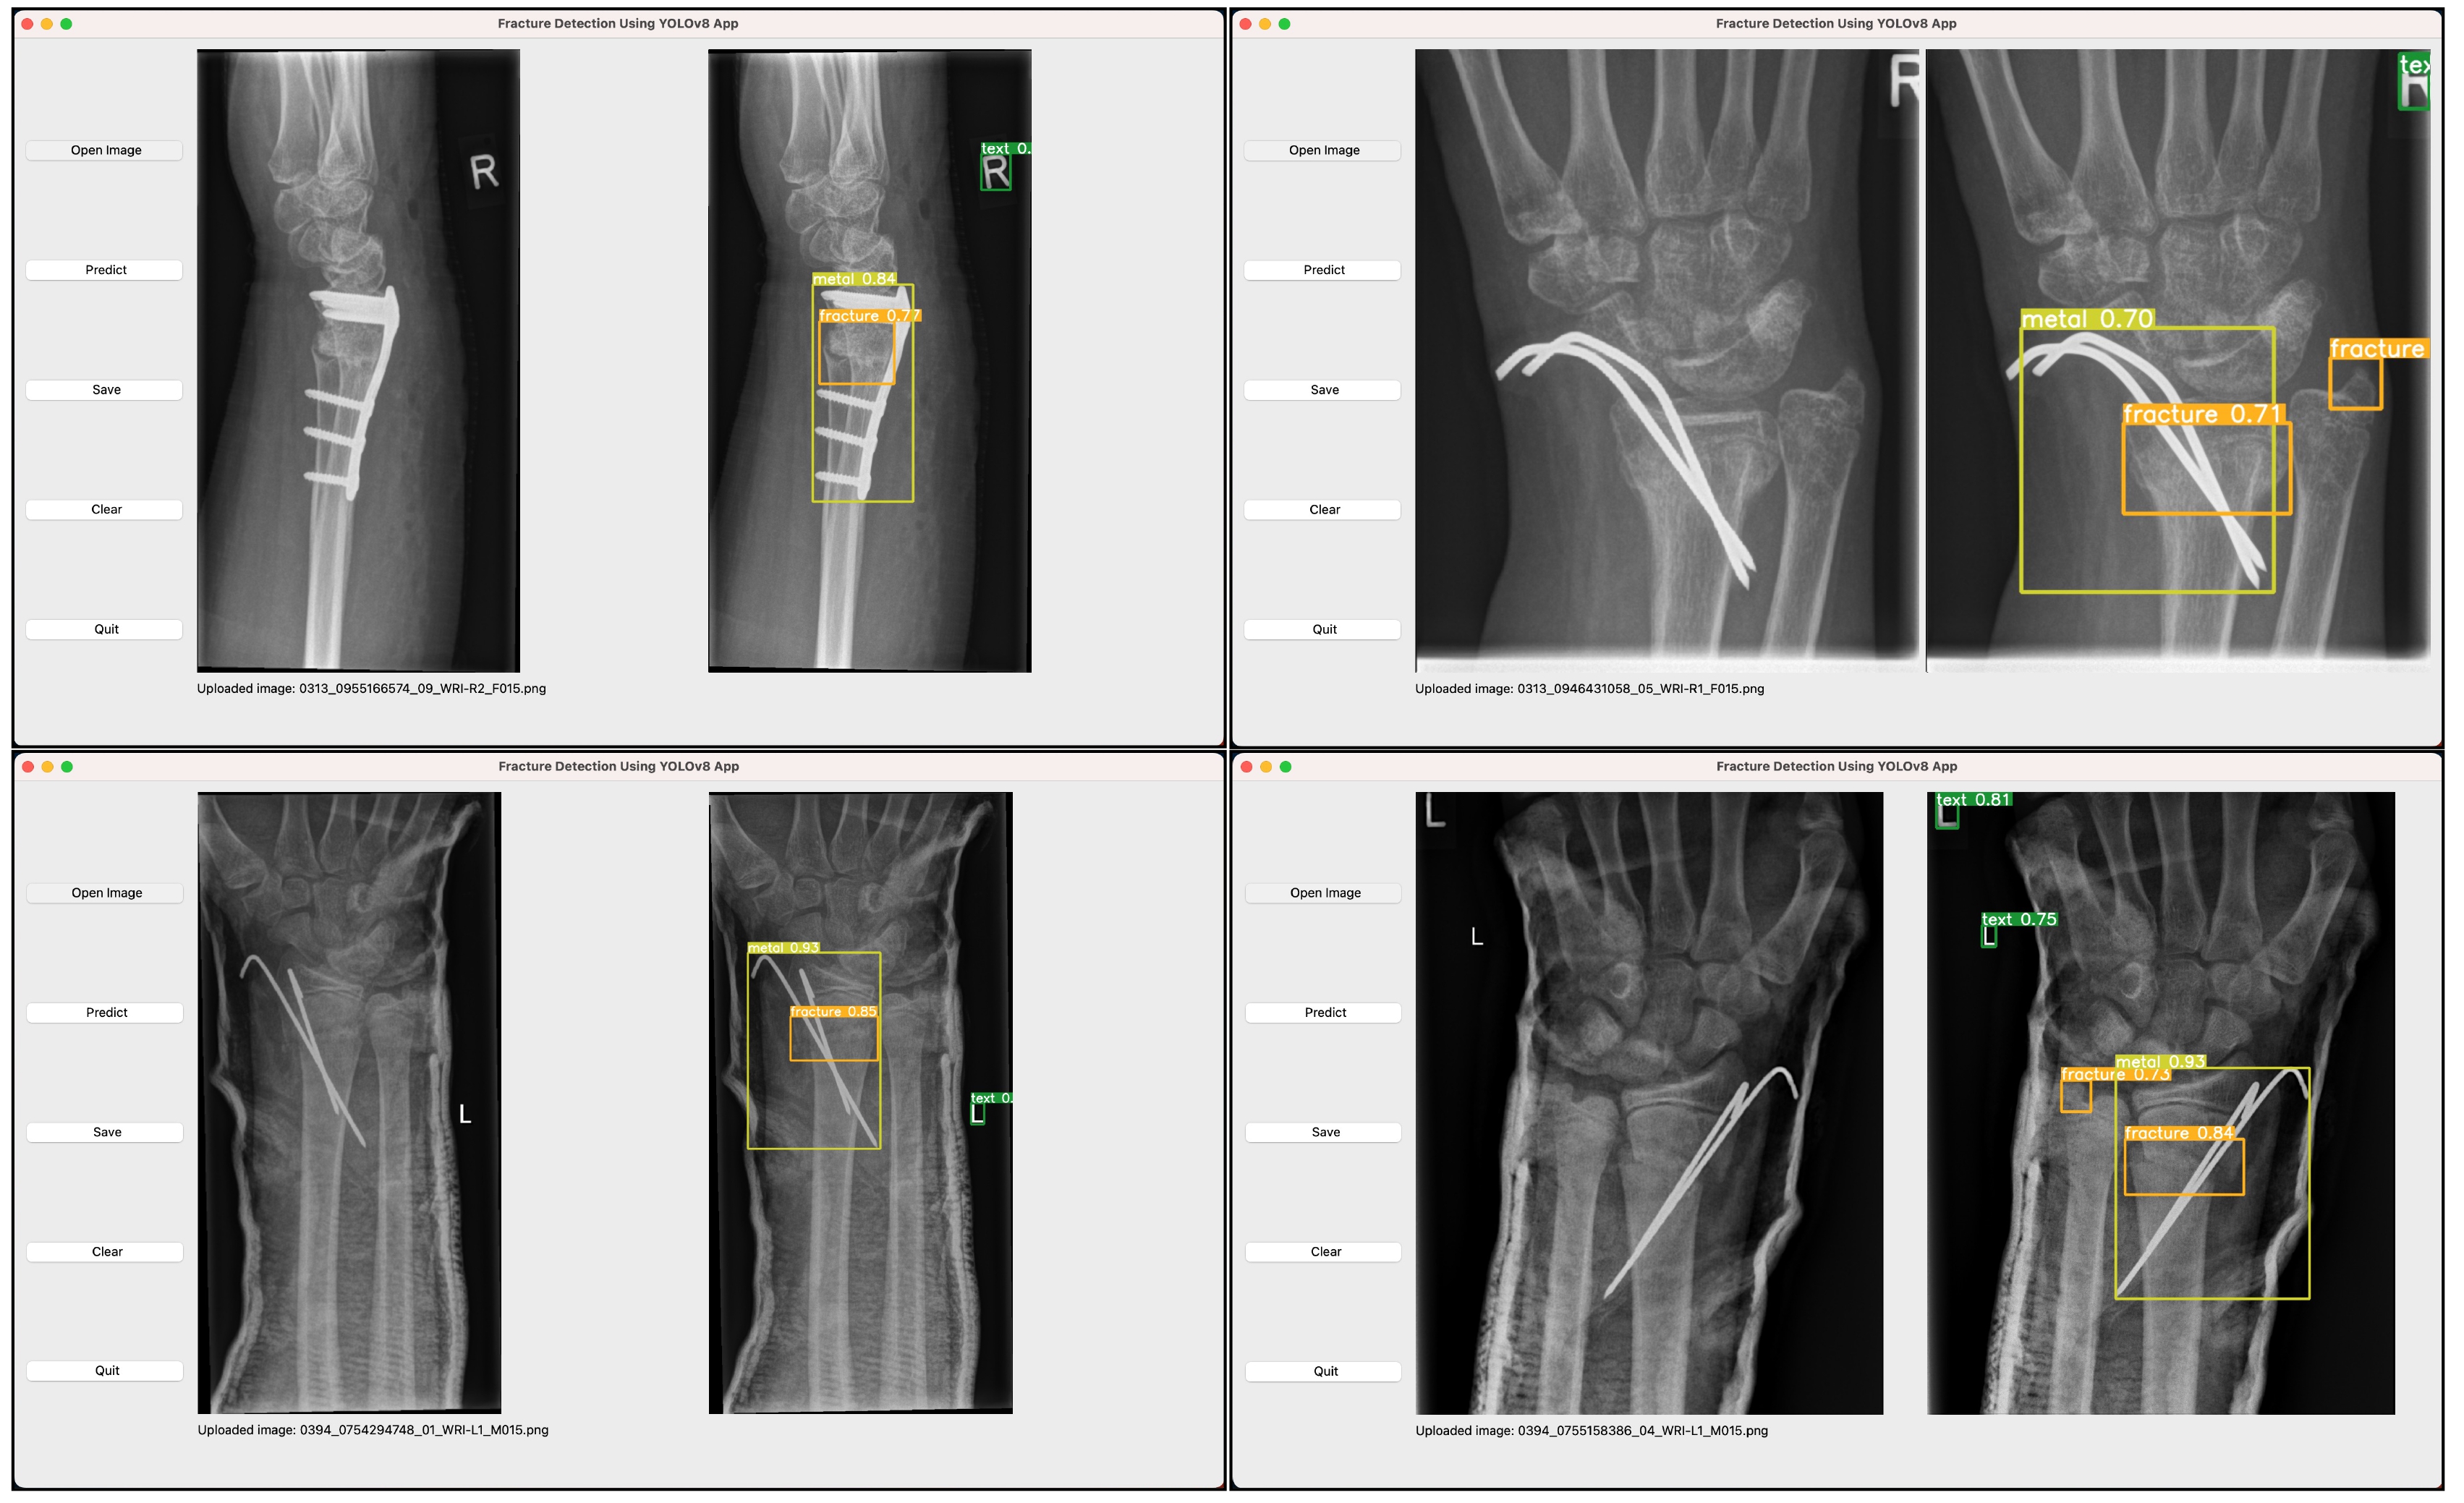 Fracture Detection Using YOLOv8 App
Open Image
Predict
Save
Clear
Quit
R
text 0.
R
metal 0.84
fracture 0.77
Uploaded image: 0313_0955166574_09_WRI-R2_F015.png
Fracture Detection Using YOLOv8 App
Open Image
Predict
Save
Clear
Quit
R
tex
R
metal 0.70
fracture
fracture 0.71
Uploaded image: 0313_0946431058_05_WRI-R1_F015.png
Fracture Detection Using YOLOv8 App
Open Image
Predict
Save
Clear
Quit
L
metal 0.93
fracture 0.85
text 0.
L
Uploaded image: 0394_0754294748_01_WRI-L1_M015.png
Fracture Detection Using YOLOv8 App
Open Image
Predict
Save
Clear
Quit
L
L
text 0.81
L
text 0.75
L
metal 0.93
fracture 0.73
fracture 0.84
Uploaded image: 0394_0755158386_04_WRI-L1_M015.png